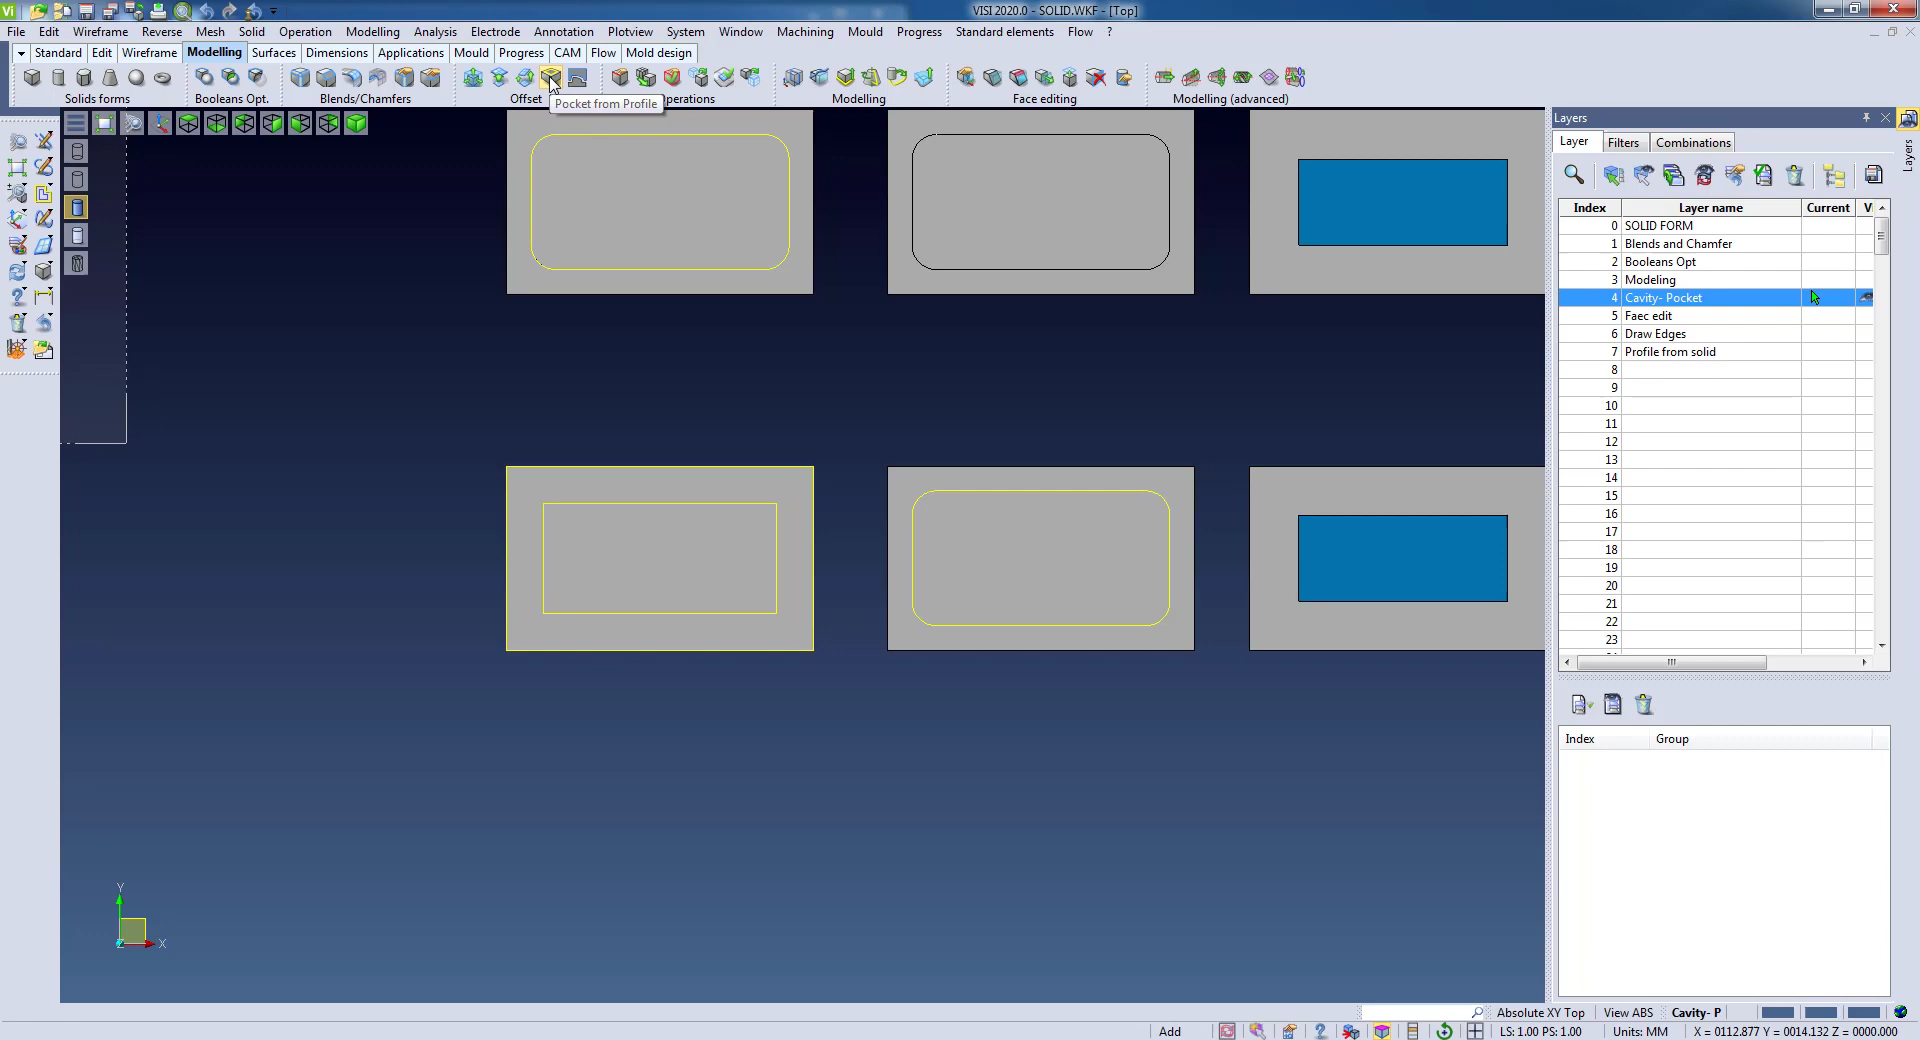 Vi VISI 2020.0 - SOLID.WKF - [Top]
File Edit Wireframe Reverse Mesh Solid Operation Modelling Analysis Electrode Annotation Plotview System Window Machining Mould Progress Standard elements Flow ?
Standard Edit Wireframe Modelling Surfaces Dimensions Applications Mould Progress CAM Flow Mold design
Solids forms Booleans Opt. Blends/Chamfers Offset perations Modelling Face editing Modelling (advanced)
Pocket from Profile
Layers
Layer Filters Combinations
Layers
Index Layer name Current Vi
0 SOLID FORM
1 Blends and Chamfer
2 Booleans Opt
3 Modeling
4 Cavity- Pocket
5 Faec edit
6 Draw Edges
7 Profile from solid
8
9
10
11
12
13
14
15
16
17
18
19
20
21
22
23
Index Group
Y
Z X
Absolute XY Top View ABS Cavity- P
Add LS: 1.00 PS: 1.00 Units: MM X = 0112.877 Y = 0014.132 Z = 0000.000